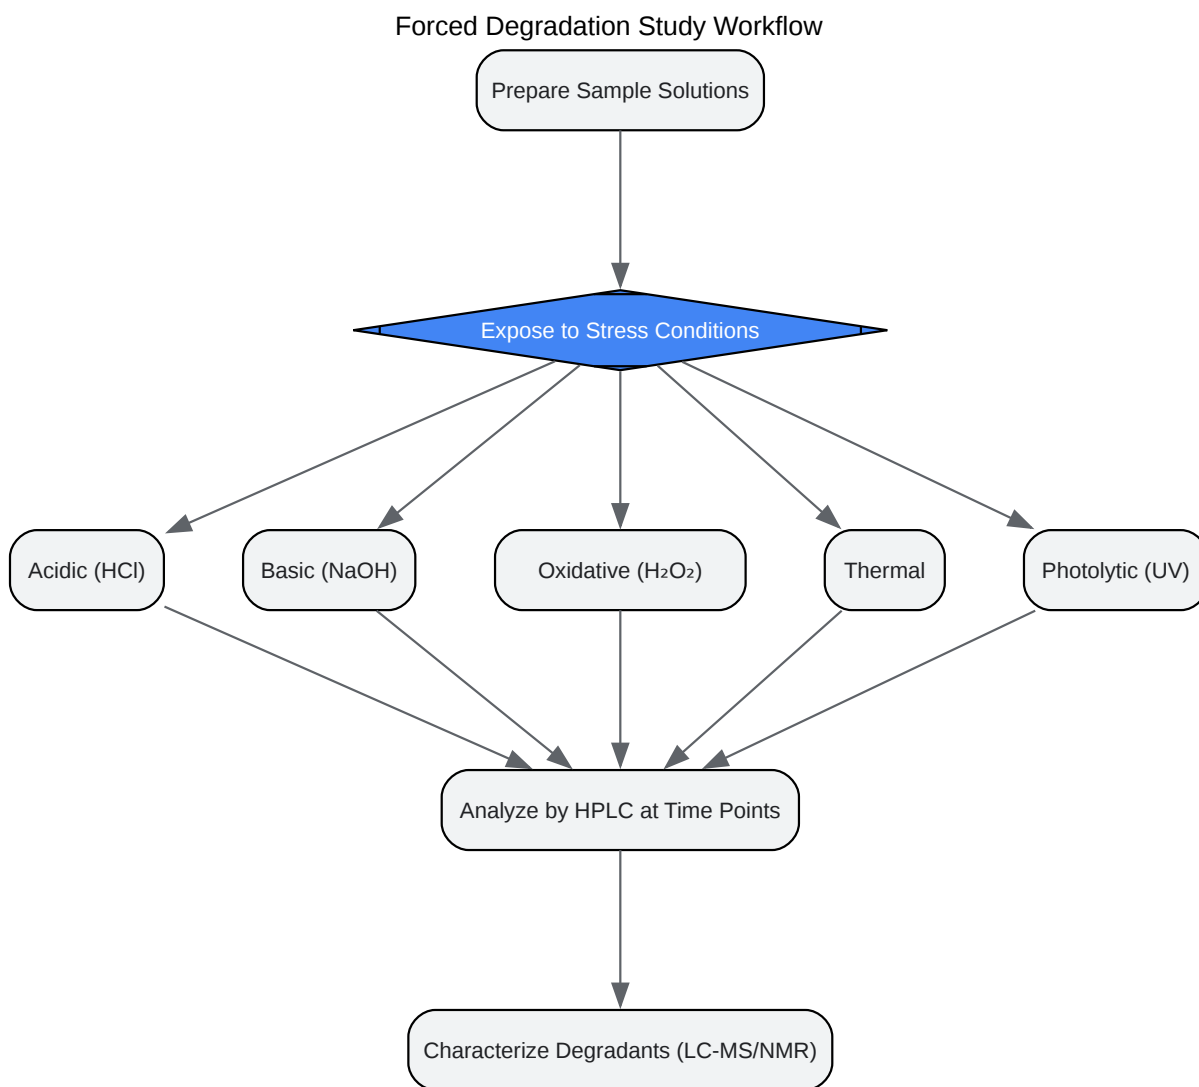 Forced Degradation Study Workflow
Prepare Sample Solutions
Expose to Stress Conditions
Acidic (HCl)
Basic (NaOH)
Oxidative (H₂O₂)
Thermal
Photolytic (UV)
Analyze by HPLC at Time Points
Characterize Degradants (LC-MS/NMR)